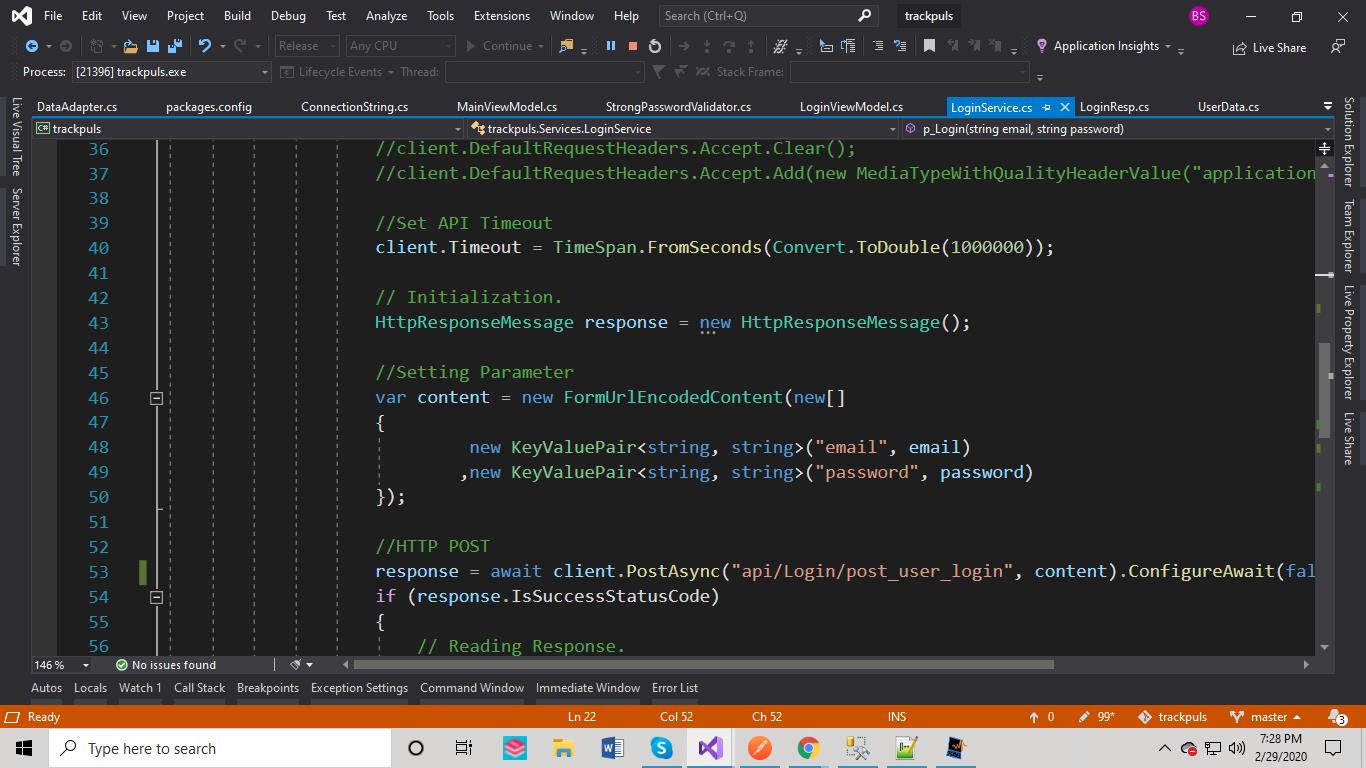 File Edit View Project Build Debug Test Analyze Tools Extensions Window Help Search (Ctrl+Q) trackpuls BS
Release Any CPU Continue Application Insights Live Share
Process: [21396] trackpuls.exe Lifecycle Events Thread: Stack Frame:
DataAdapter.cs packages.config ConnectionString.cs MainViewModel.cs StrongPasswordValidator.cs LoginViewModel.cs LoginService.cs LoginResp.cs UserData.cs
C# trackpuls trackpuls.Services.LoginService p_Login(string email, string password)
Live Visual Tree
Server Explorer
36 //client.DefaultRequestHeaders.Accept.Clear();
37 //client.DefaultRequestHeaders.Accept.Add(new MediaTypeWithQualityHeaderValue("application
38
39 //Set API Timeout
40 client.Timeout = TimeSpan.FromSeconds(Convert.ToDouble(1000000));
41
42 // Initialization.
43 HttpResponseMessage response = new HttpResponseMessage();
44
45 //Setting Parameter
46 var content = new FormUrlEncodedContent(new[]
47 {
48 new KeyValuePair<string, string>("email", email)
49 ,new KeyValuePair<string, string>("password", password)
50 });
51
52 //HTTP POST
53 response = await client.PostAsync("api/Login/post_user_login", content).ConfigureAwait(fal
54 if (response.IsSuccessStatusCode)
55 {
56 // Reading Response.
Solution Explorer
Team Explorer
Live Property Explorer
Live Share
146 % No issues found
Autos Locals Watch 1 Call Stack Breakpoints Exception Settings Command Window Immediate Window Error List
Ready Ln 22 Col 52 Ch 52 INS 0 99* trackpuls master 3
Type here to search
7:28 PM
2/29/2020